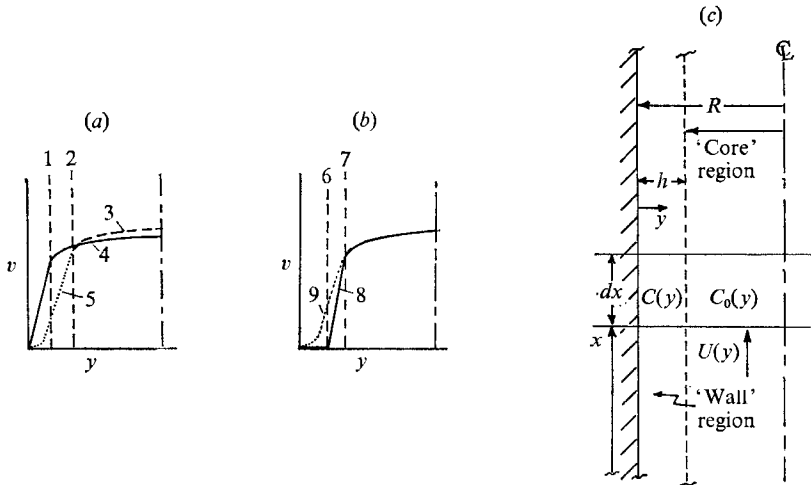 (a)
1
2
3
4
5
v
y
(b)
6
7
8
9
v
y
(c)
℄
R
'Core'
region
h
y
dx
C(y)
C₀(y)
x
U(y)
'Wall'
region